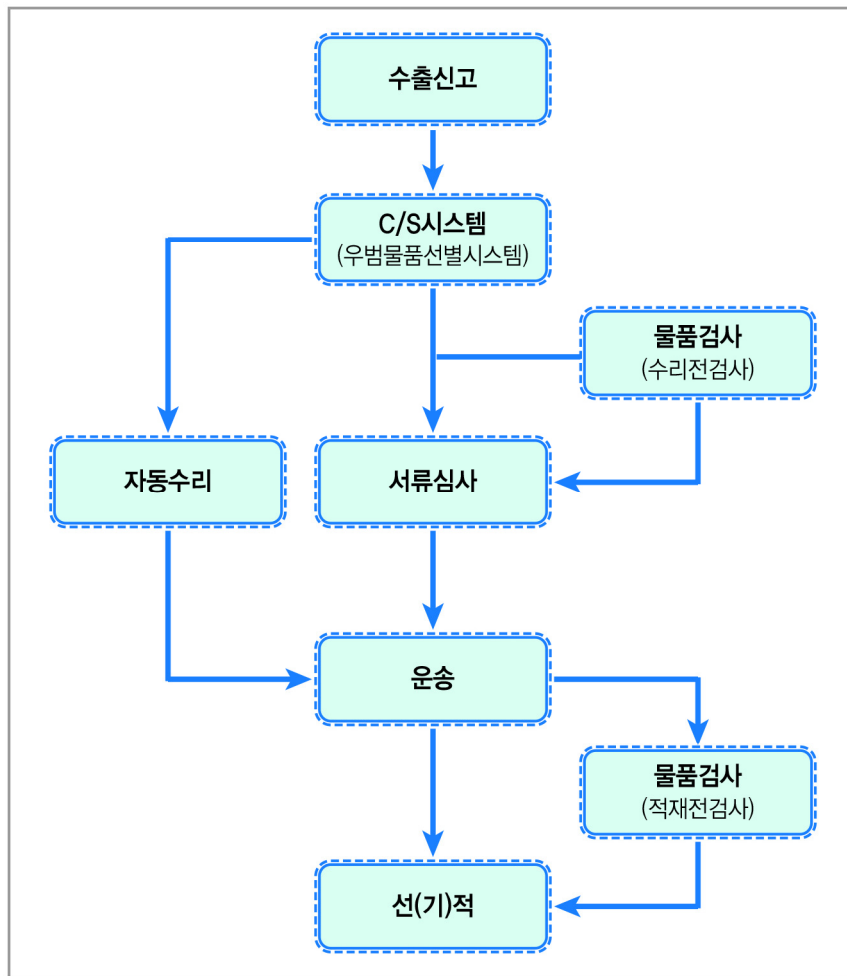 수출신고
C/S시스템
(우범물품선별시스템)
물품검사
(수리전검사)
자동수리
서류심사
운송
물품검사
(적재전검사)
선(기)적